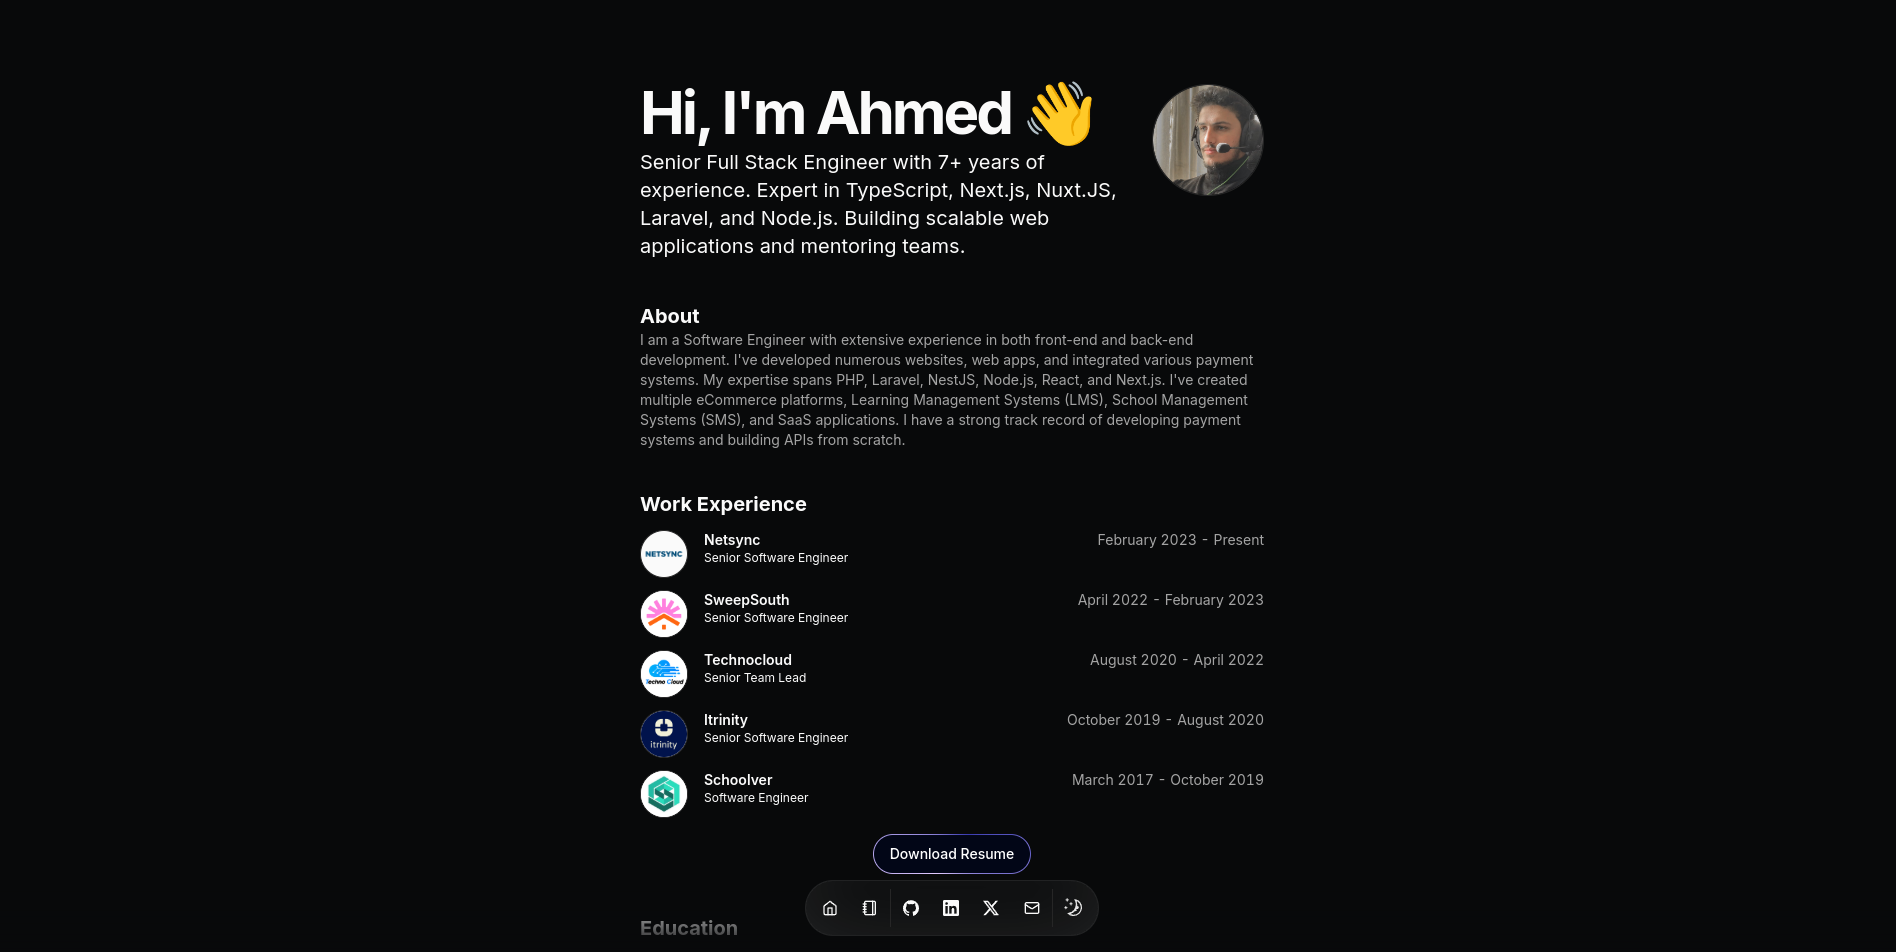 Hi, I'm Ahmed 👋
Senior Full Stack Engineer with 7+ years of
experience. Expert in TypeScript, Next.js, Nuxt.JS,
Laravel, and Node.js. Building scalable web
applications and mentoring teams.
About
I am a Software Engineer with extensive experience in both front-end and back-end
development. I've developed numerous websites, web apps, and integrated various payment
systems. My expertise spans PHP, Laravel, NestJS, Node.js, React, and Next.js. I've created
multiple eCommerce platforms, Learning Management Systems (LMS), School Management
Systems (SMS), and SaaS applications. I have a strong track record of developing payment
systems and building APIs from scratch.
Work Experience
NETSYNC
Netsync
February 2023 - Present
Senior Software Engineer
SweepSouth
April 2022 - February 2023
Senior Software Engineer
Techno Cloud
Technocloud
August 2020 - April 2022
Senior Team Lead
itrinity
Itrinity
October 2019 - August 2020
Senior Software Engineer
Schoolver
March 2017 - October 2019
Software Engineer
Download Resume
Education